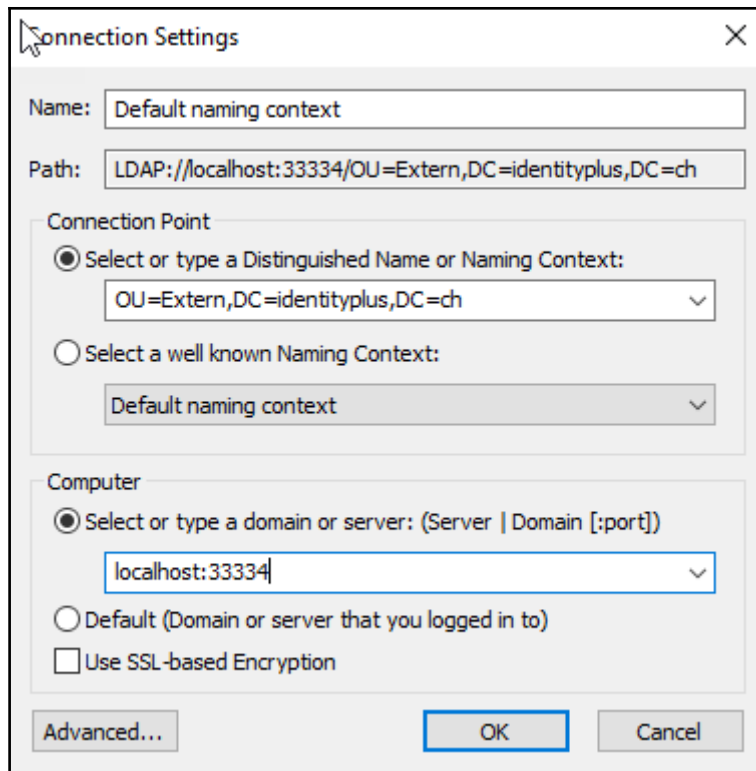 Connection Settings
Name: Default naming context
Path: LDAP://localhost:33334/OU=Extern,DC=identityplus,DC=ch
Connection Point
Select or type a Distinguished Name or Naming Context:
OU=Extern,DC=identityplus,DC=ch
Select a well known Naming Context:
Default naming context
Computer
Select or type a domain or server: (Server | Domain [:port])
localhost:33334
Default (Domain or server that you logged in to)
Use SSL-based Encryption
Advanced... OK Cancel